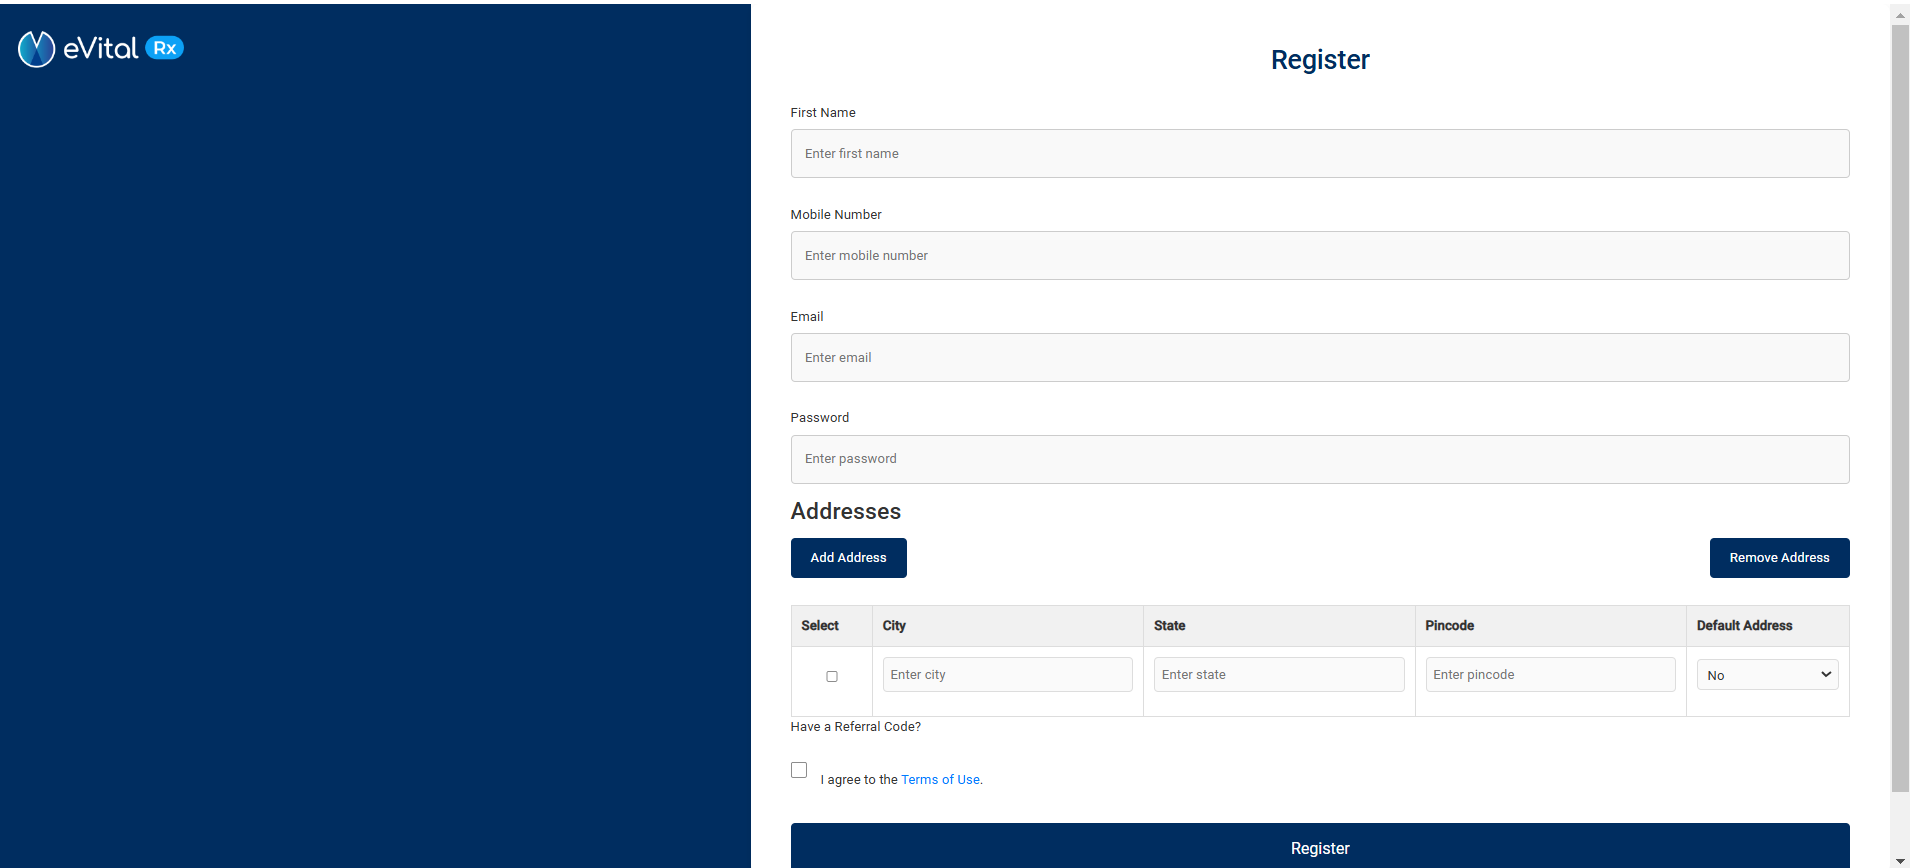 eVital Rx
Register
First Name
Enter first name
Mobile Number
Enter mobile number
Email
Enter email
Password
Enter password
Addresses
Add Address Remove Address
Select City State Pincode Default Address
Enter city Enter state Enter pincode No
Have a Referral Code?
I agree to the Terms of Use.
Register